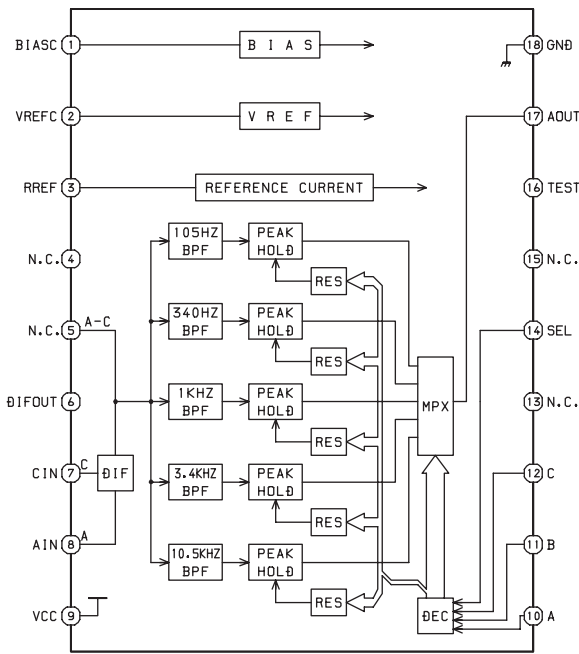 BIASC 1 BIAS 18 GND
VREFC 2 VREF 17 AOUT
RREF 3 REFERENCE CURRENT 16 TEST
105HZ BPF
PEAK HOLD
N.C. 4 15 N.C.
RES
340HZ BPF
PEAK HOLD
N.C. 5 A-C 14 SEL
RES
1KHZ BPF
PEAK HOLD
MPX
DIFOUT 6 13 N.C.
RES
CIN 7 C DIF 12 C
3.4KHZ BPF
PEAK HOLD
RES
AIN 8 A 11 B
10.5KHZ BPF
PEAK HOLD
RES
DEC
VCC 9 10 A